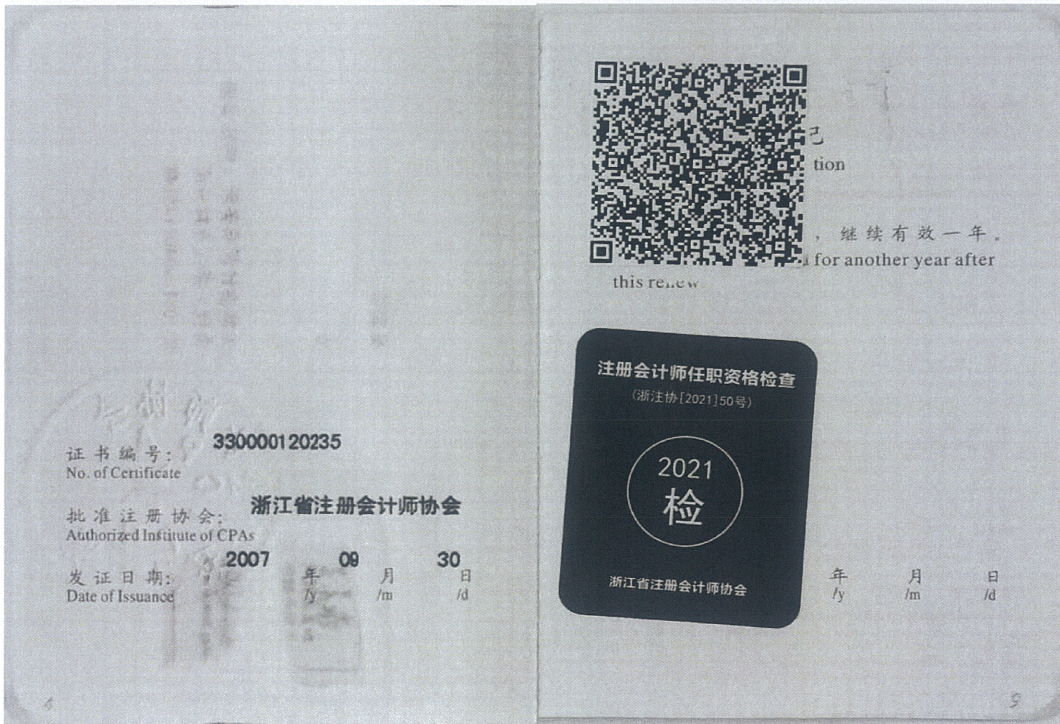 证书编号:
330000120235
No. of Certificate
批准注册协会:
浙江省注册会计师协会
Authorized Institute of CPAs
发证日期:
2007 年 09 月 30 日
Date of Issuance /y /m /d
4
tion
，继续有效一年。
for another year after
this renew
注册会计师任职资格检查
(浙注协[2021]50号)
2021
检
浙江省注册会计师协会
年 月 日
/y /m /d
9